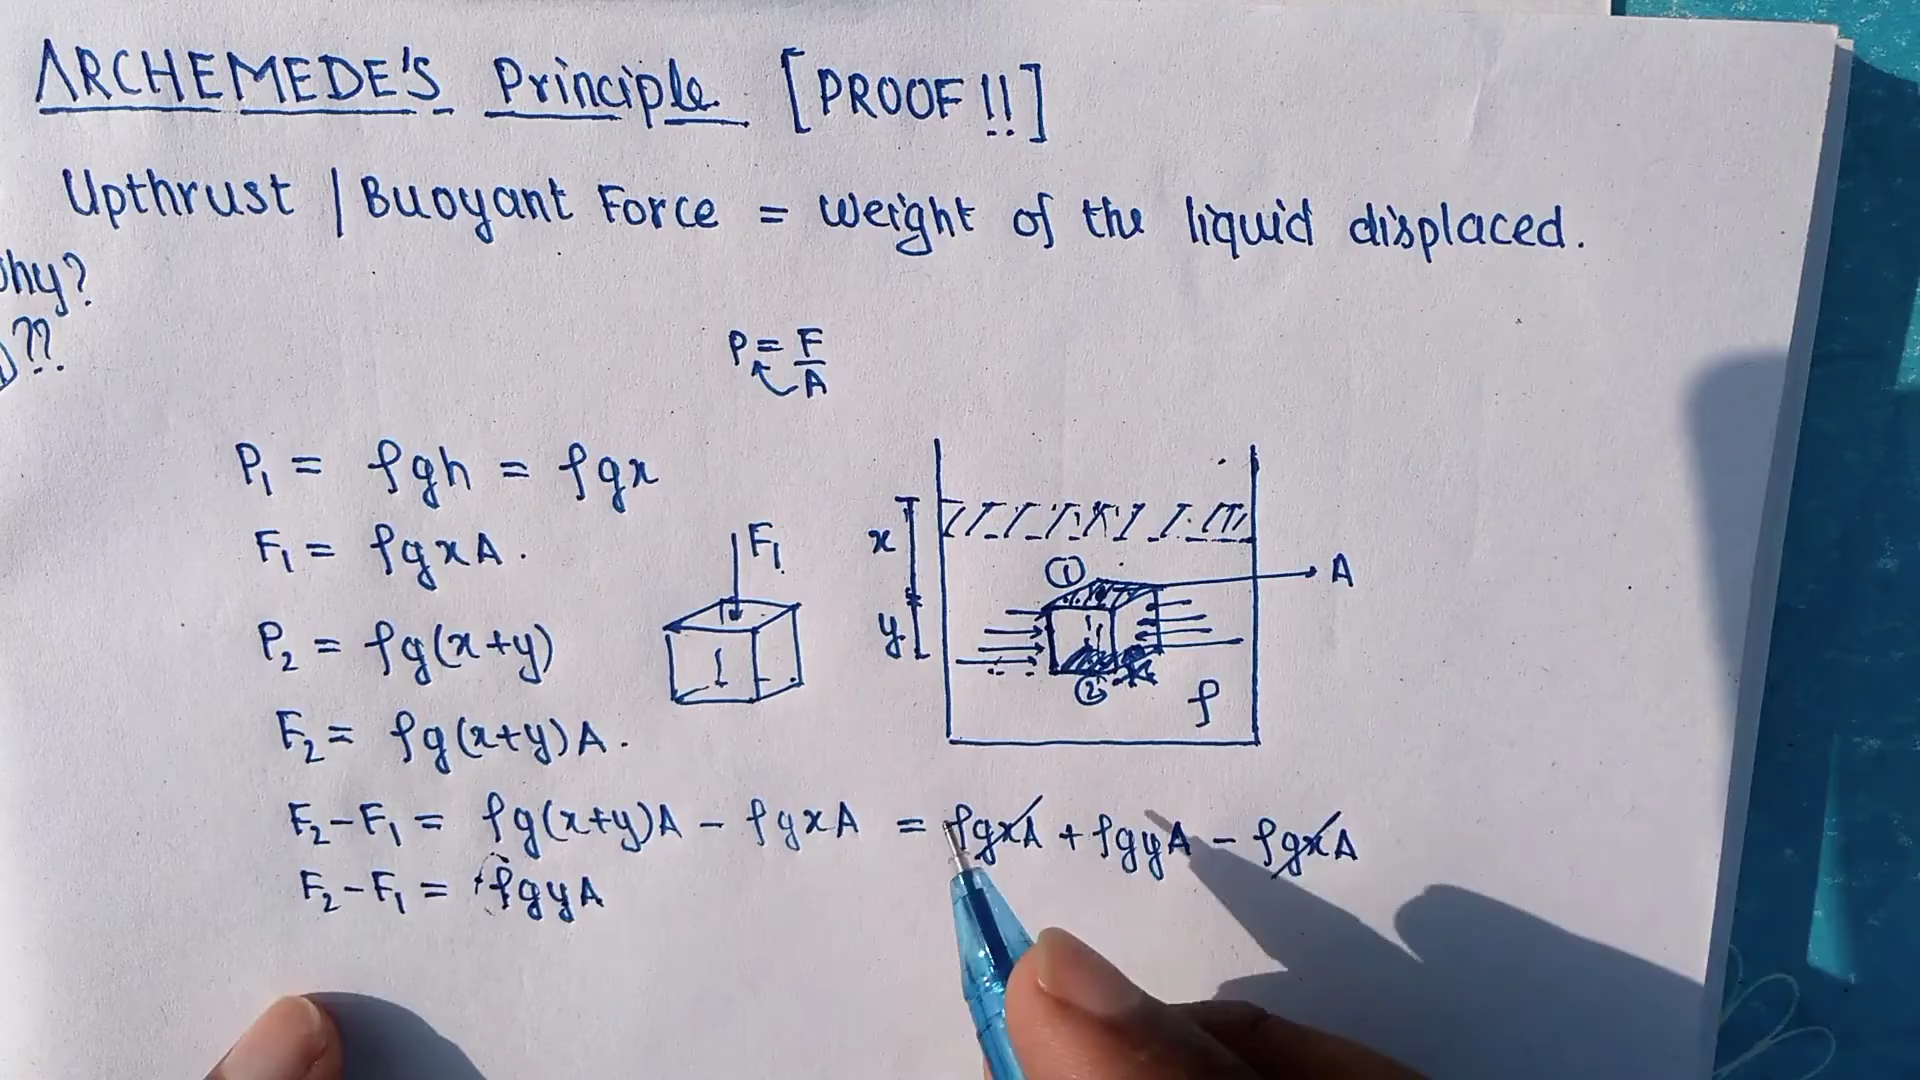 ARCHEMEDE'S Principle [PROOF!!]
Upthrust / Buoyant Force = weight of the liquid displaced.
hy?
??
P = F/A
P₁ = ρgh = ρgx
F₁ = ρgxA.
F₁
P₂ = ρg(x+y)
F₂ = ρg(x+y)A.
x
y
①
A
②
ρ
F₂-F₁ = ρg(x+y)A - ρgxA = ρgxA + ρgyA - ρgxA
F₂-F₁ = ρgyA